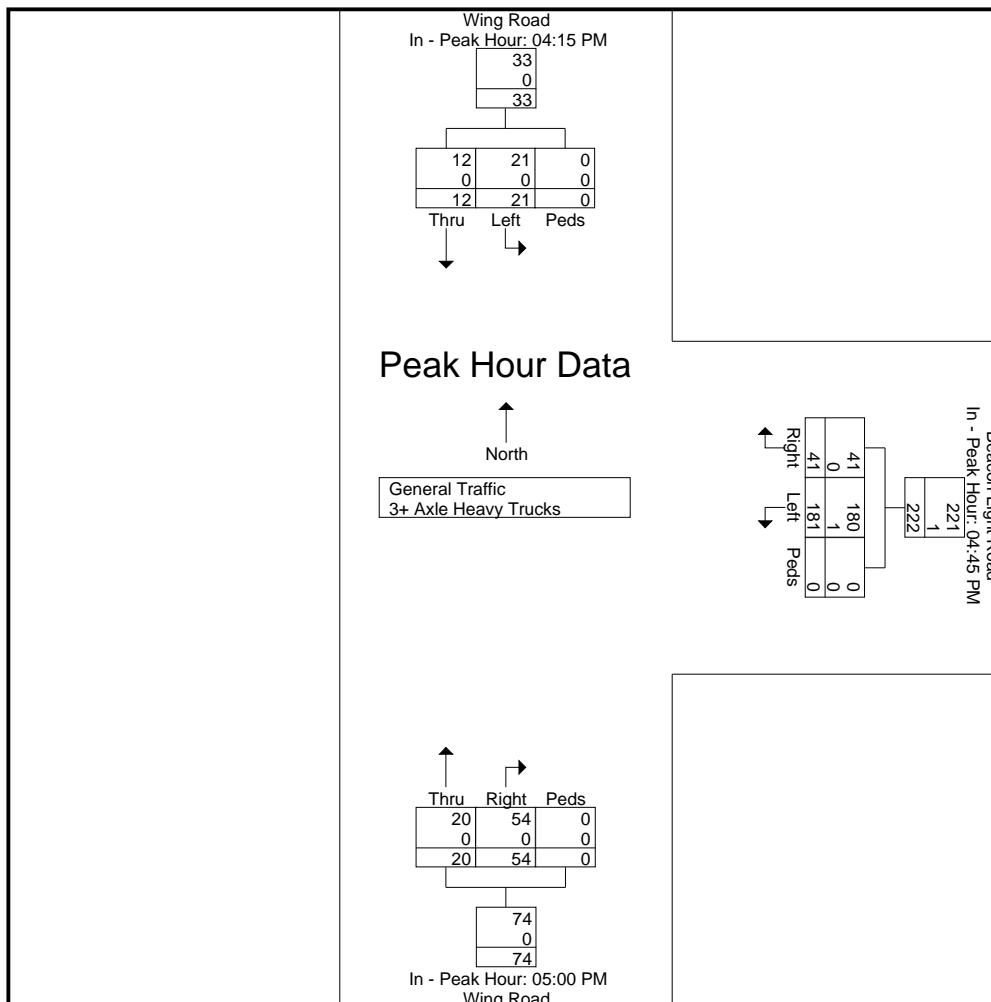 Wing Road
In - Peak Hour: 04:15 PM
33
0
33
12 21 0
0 0 0
12 21 0
Thru Left Peds
Peak Hour Data
North
General Traffic
3+ Axle Heavy Trucks
Road
In - Peak Hour: 04:45 PM
221
1
222
41 180 0
0 1 0
41 181 0
Right Left Peds
Thru Right Peds
20 54 0
0 0 0
20 54 0
74
0
74
In - Peak Hour: 05:00 PM
Wing Road